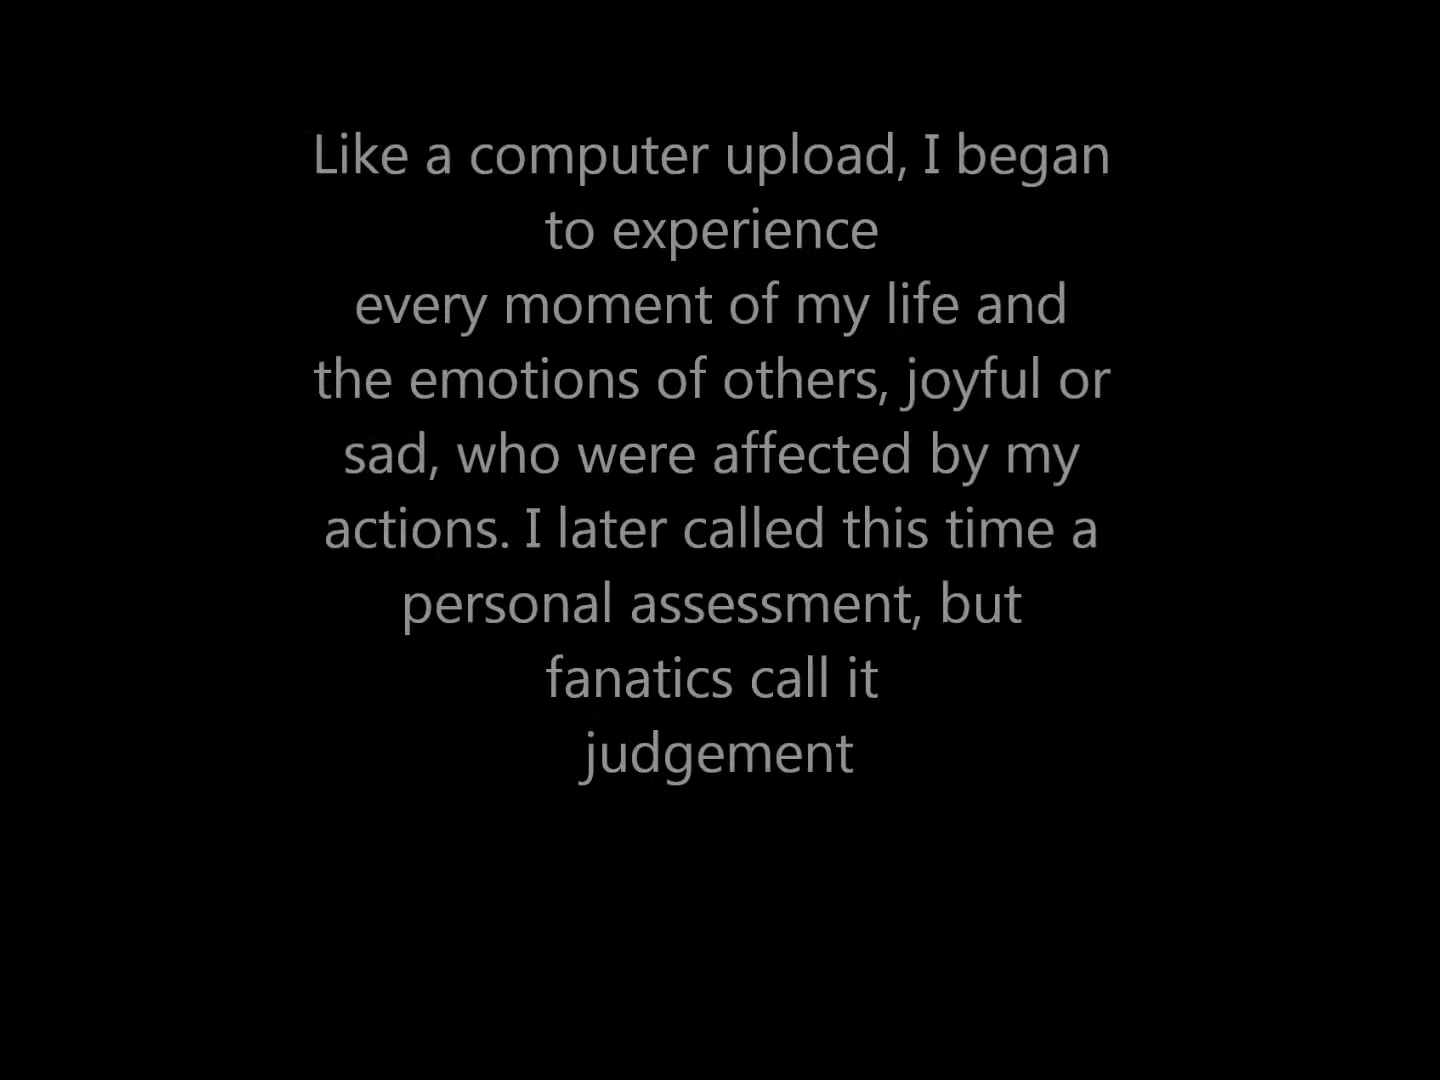 Like a computer upload, I began
to experience
every moment of my life and
the emotions of others, joyful or
sad, who were affected by my
actions. I later called this time a
personal assessment, but
fanatics call it
judgement